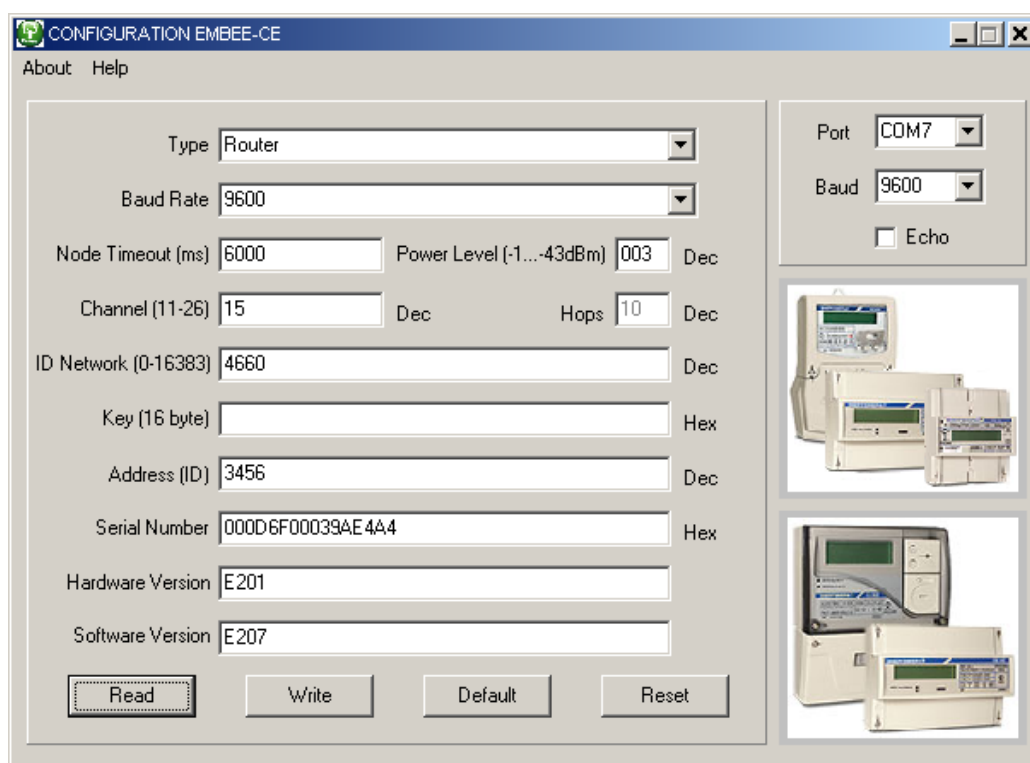 CONFIGURATION EMBEE-CE
About Help
Type Router
Baud Rate 9600
Node Timeout (ms) 6000 Power Level (-1...-43dBm) 003 Dec
Channel (11-26) 15 Dec Hops 10 Dec
ID Network (0-16383) 4660 Dec
Key (16 byte) Hex
Address (ID) 3456 Dec
Serial Number 000D6F00039AE4A4 Hex
Hardware Version E201
Software Version E207
Read Write Default Reset
Port COM7
Baud 9600
Echo